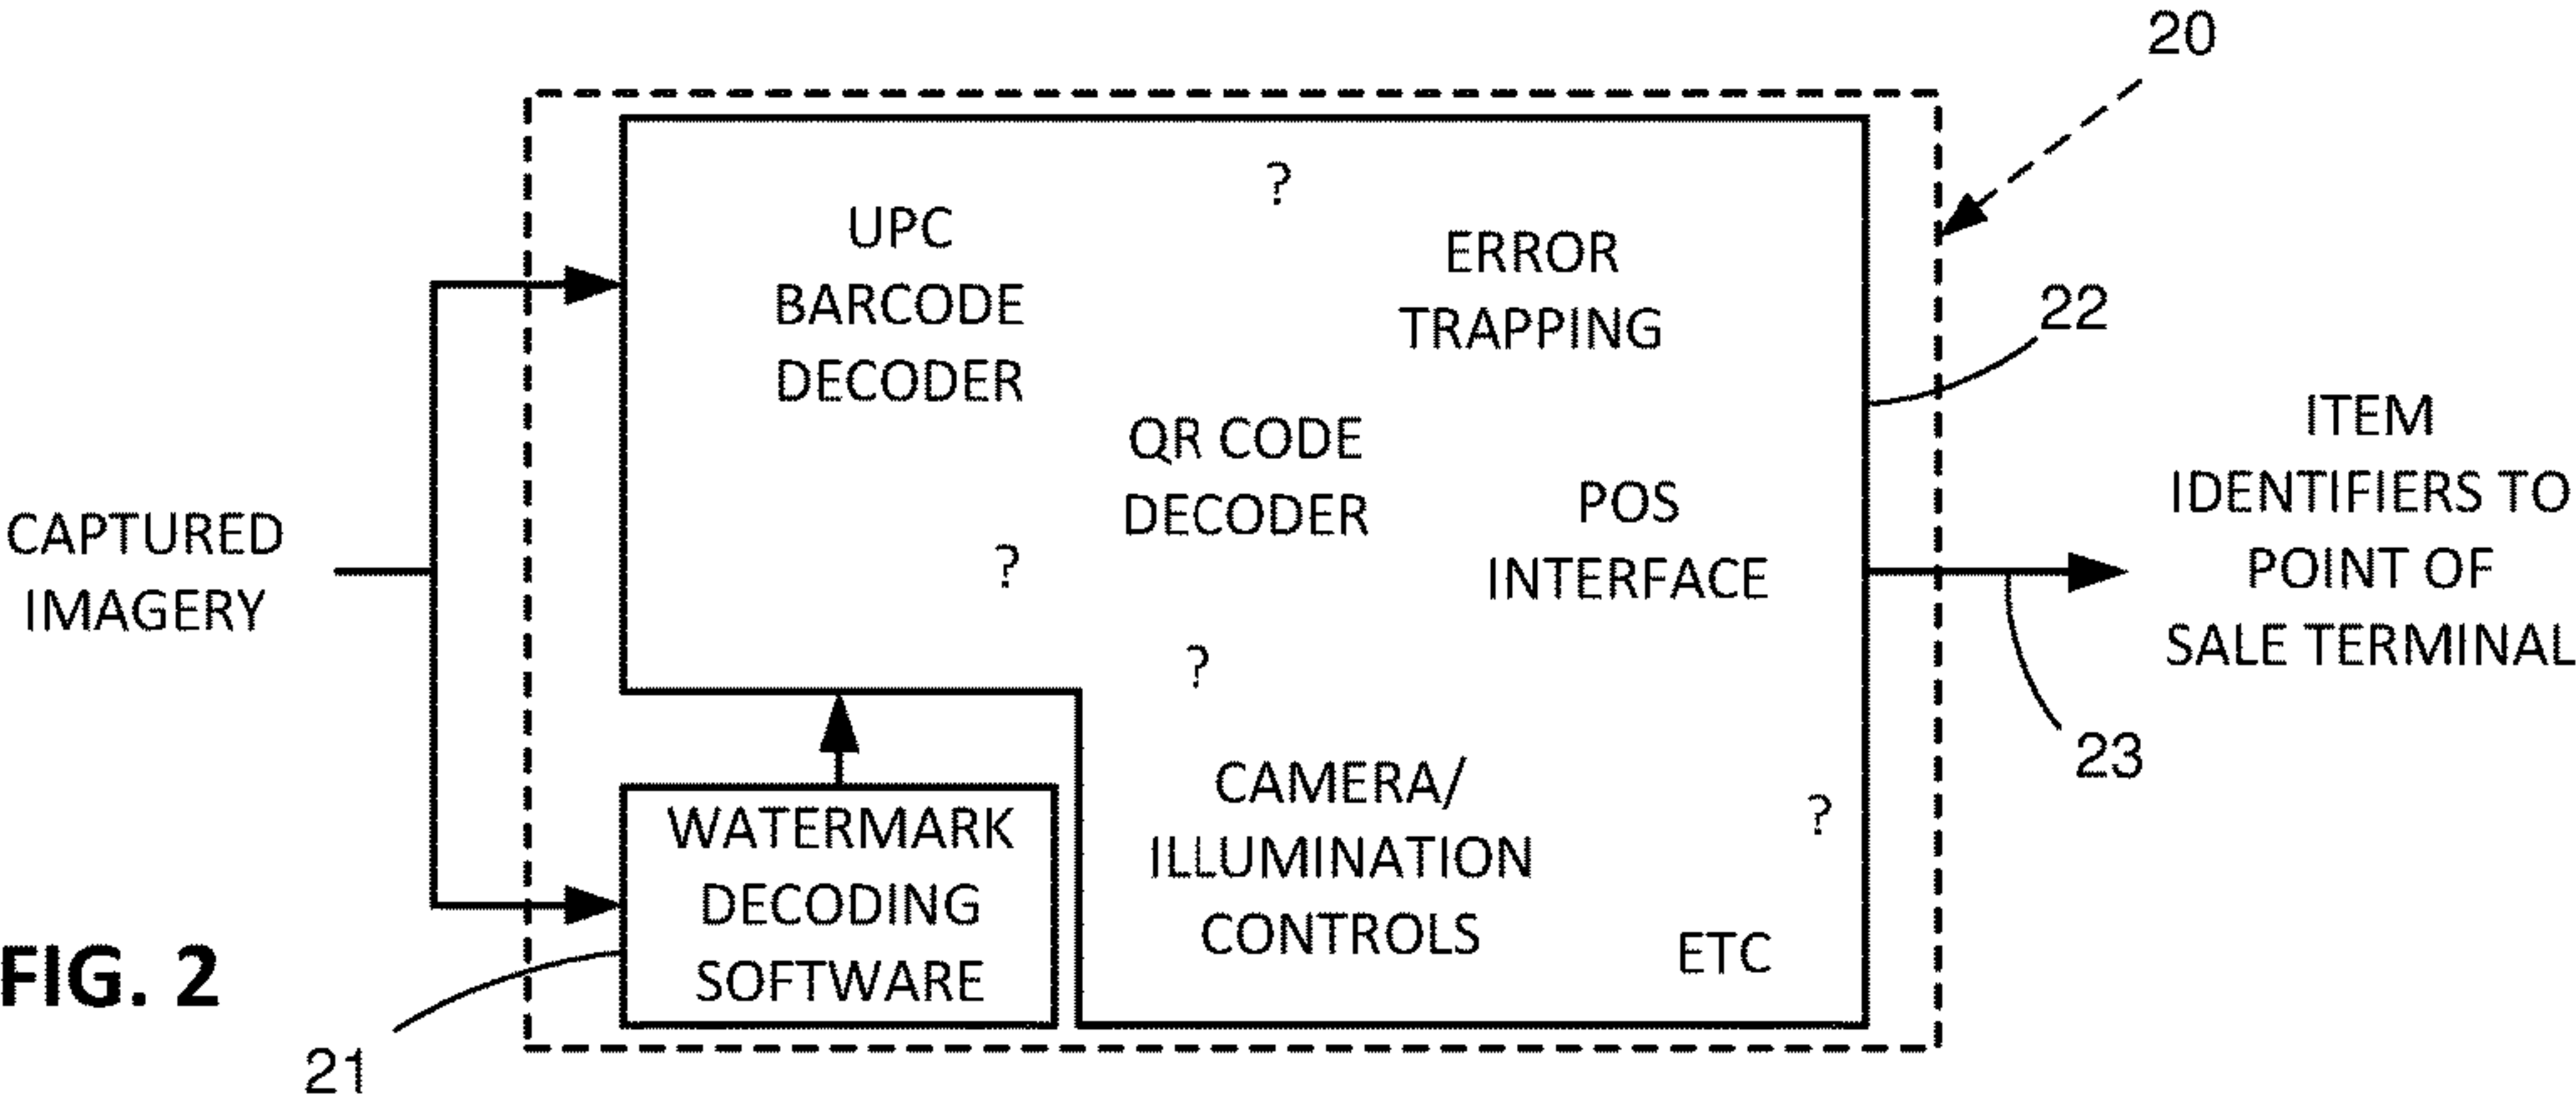 20
?
UPC
BARCODE
DECODER
ERROR
TRAPPING
22
QR CODE
DECODER
?
POS
INTERFACE
ITEM
IDENTIFIERS TO
POINT OF
SALE TERMINAL
CAPTURED
IMAGERY
?
23
WATERMARK
DECODING
SOFTWARE
CAMERA/
ILLUMINATION
CONTROLS
?
ETC
FIG. 2
21